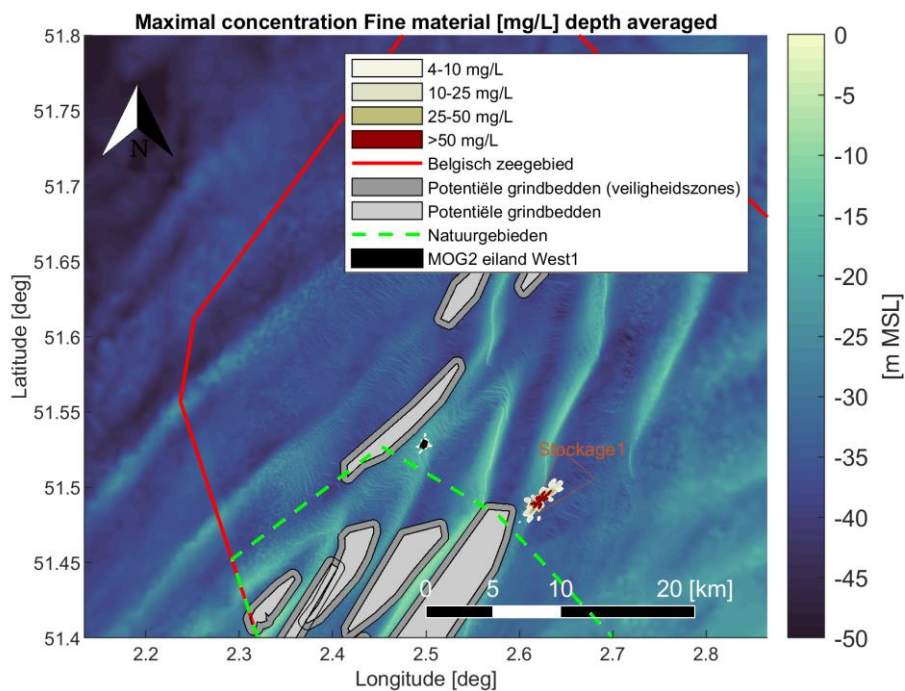 Maximal concentration Fine material [mg/L] depth averaged
51.8
51.75
51.7
51.65
51.6
51.55
51.5
51.45
51.4
Latitude [deg]
N
4-10 mg/L
10-25 mg/L
25-50 mg/L
>50 mg/L
Belgisch zeegebied
Potentiële grindbedden (veiligheidszones)
Potentiële grindbedden
Natuurgebieden
MOG2 eiland West1
Stockage1
0 5 10 20 [km]
2.2 2.3 2.4 2.5 2.6 2.7 2.8
Longitude [deg]
0
-5
-10
-15
-20
-25
-30
-35
-40
-45
-50
[m MSL]